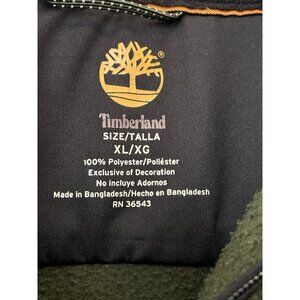 Timberland
SIZE/TALLA
XL/XG
100% Polyester/Poliéster
Exclusive of Decoration
No incluye Adornos
Made in Bangladesh/Hecho en Bangladesh
RN 36543